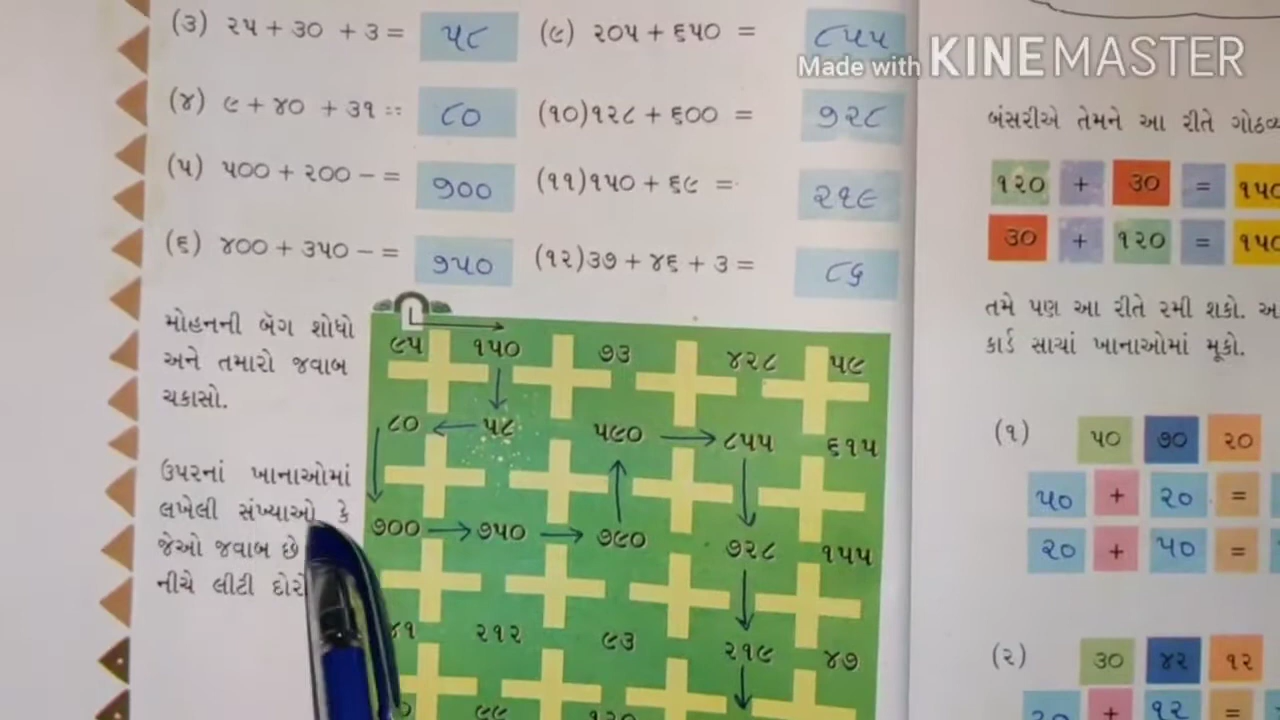 (૩) ૨૫ + ૩૦ + ૩ = ૫૮
(૪) ૯ + ૪૦ + ૩૧ = ૮૦
(૫) ૫૦૦ + ૨૦૦ - = ૭૦૦
(૬) ૪૦૦ + ૩૫૦ - = ૭૫૦
(૯) ૨૦૫ + ૬૫૦ = ૮૫૫
(૧૦) ૧૨૮ + ૬૦૦ = ૭૨૮
(૧૧) ૧૫૦ + ૬૯ = ૨૧૯
(૧૨) ૩૭ + ૪૬ + ૩ = ૮૬
Made with KINEMASTER
મોહનની બૅગ શોધો
અને તમારો જવાબ
ચકાસો.
ઉપરનાં ખાનાઓમાં
લખેલી સંખ્યાઓ કે
જેઓ જવાબ છે
નીચે લીટી દોરો
૯૫ ૧૫૦ ૭૩ ૪૨૮ ૫૯
૮૦ ૫૮ ૫૯૦ ૮૫૫ ૬૧૫
૭૦૦ ૭૫૦ ૭૯૦ ૭૨૮ ૧૫૫
૪૧ ૨૧૨ ૯૩ ૨૧૯ ૪૭
બંસરીએ તેમને આ રીતે ગોઠવ્
૧૨૦ + ૩૦ = ૧૫૦
૩૦ + ૧૨૦ = ૧૫૦
તમે પણ આ રીતે રમી શકો. અ
કાર્ડ સાચાં ખાનાઓમાં મૂકો.
(૧) ૫૦ ૭૦ ૨૦
૫૦ + ૨૦ =
૨૦ + ૫૦ =
(૨) ૩૦ ૪૨ ૧૨
૩૦ + ૧૨ =